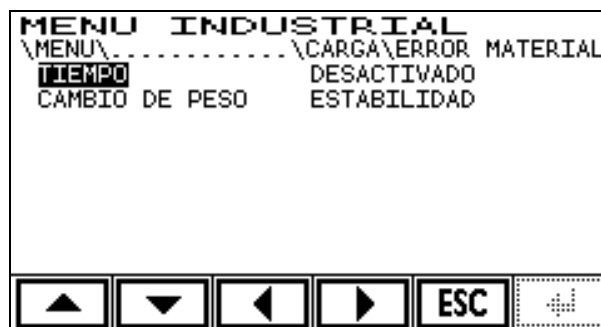 MENU INDUSTRIAL
\MENU\.............\CARGA\ERROR MATERIAL
TIEMPO DESACTIVADO
CAMBIO DE PESO ESTABILIDAD
ESC